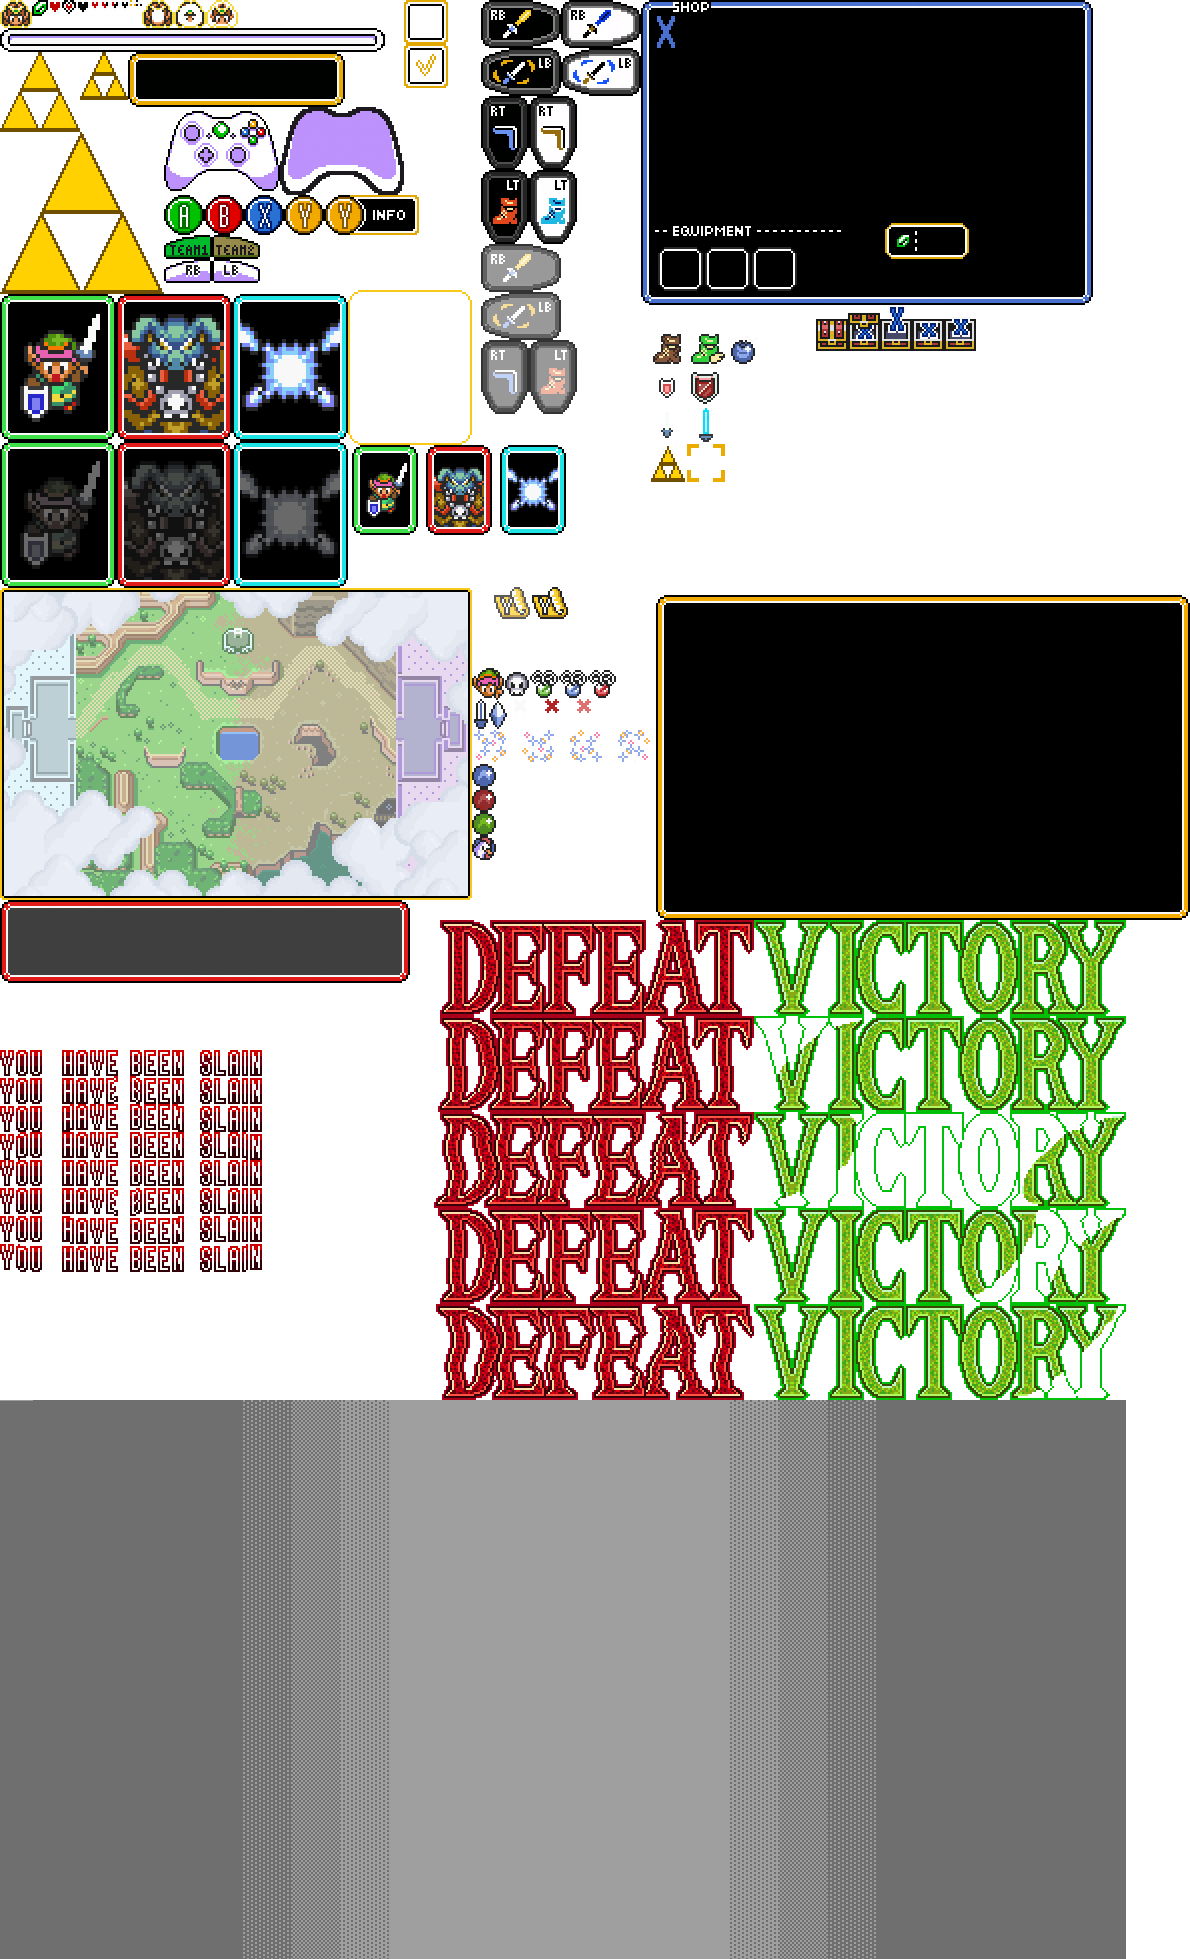 SHOP
RB
RB
LB
LB
RT
RT
LT
LT
A B X Y Y INFO
TEAM1 TEAM2
RB LB
EQUIPMENT
RB
LB
RT LT
DEFEAT VICTORY
DEFEAT VICTORY
DEFEAT VICTORY
DEFEAT VICTORY
DEFEAT VICTORY
YOU HAVE BEEN SLAIN
YOU HAVE BEEN SLAIN
YOU HAVE BEEN SLAIN
YOU HAVE BEEN SLAIN
YOU HAVE BEEN SLAIN
YOU HAVE BEEN SLAIN
YOU HAVE BEEN SLAIN
YOU HAVE BEEN SLAIN